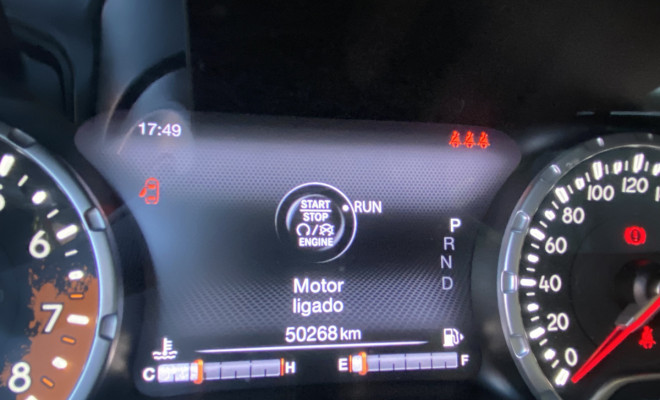 17:49
START
STOP
ENGINE
RUN
P
R
N
D
Motor
ligado
50268 km
C H
E F
6
7
8
0
20
40
60
80
100
120